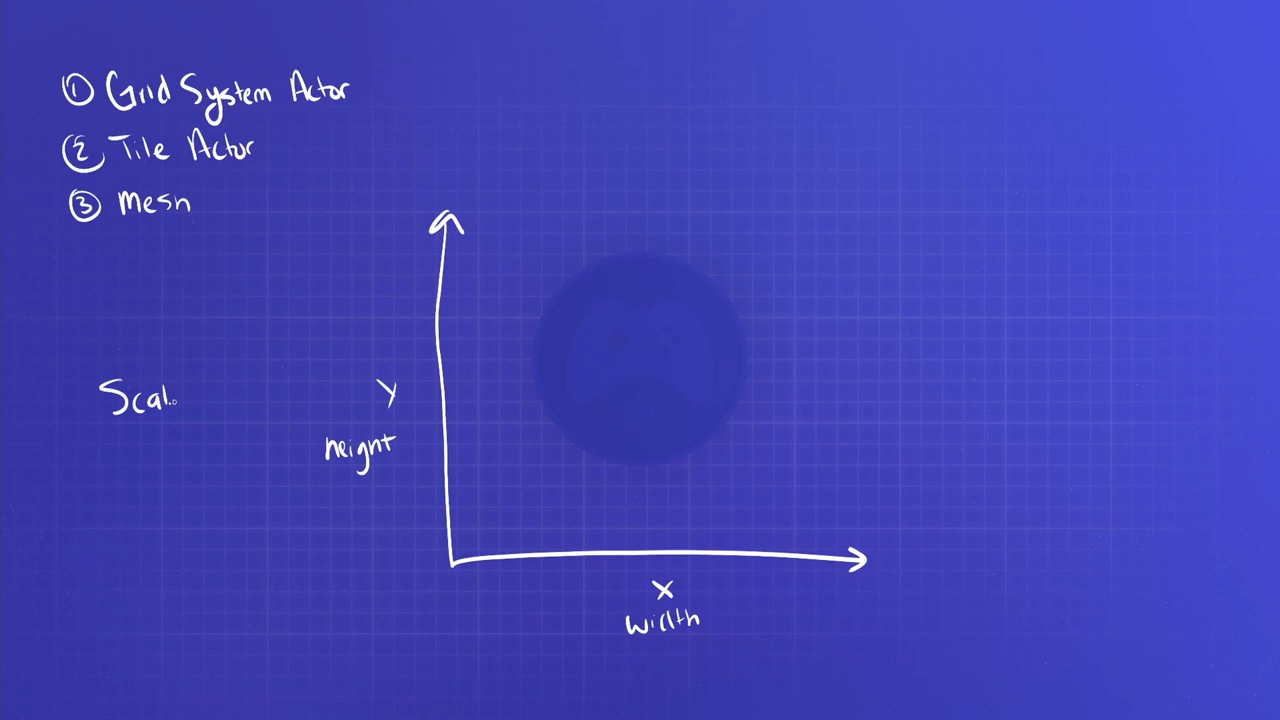 ① Grid System Actor
② Tile Actor
③ Mesh
Scal
Y
height
X
width